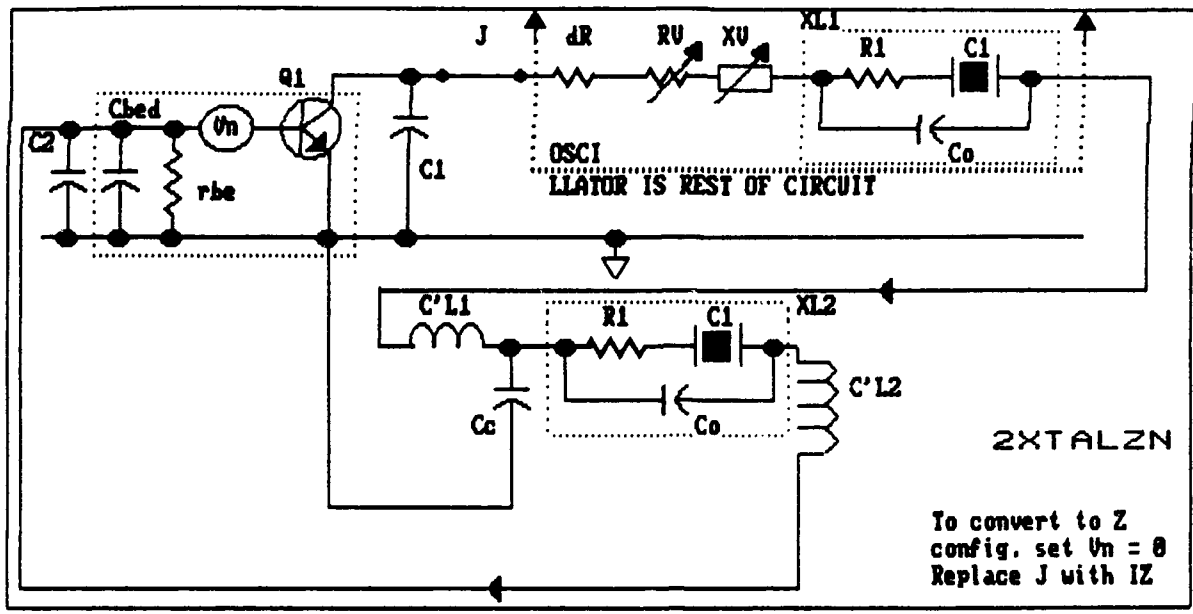 XL1
J dR RV XV R1 C1
Q1
Cbed Vn
C2
C1
rbe
Co
OSCI
LLATOR IS REST OF CIRCUIT
C'L1 R1 C1 XL2
C'L2
Cc Co
2XTALZN
To convert to Z
config. set Vn = 0
Replace J with IZ